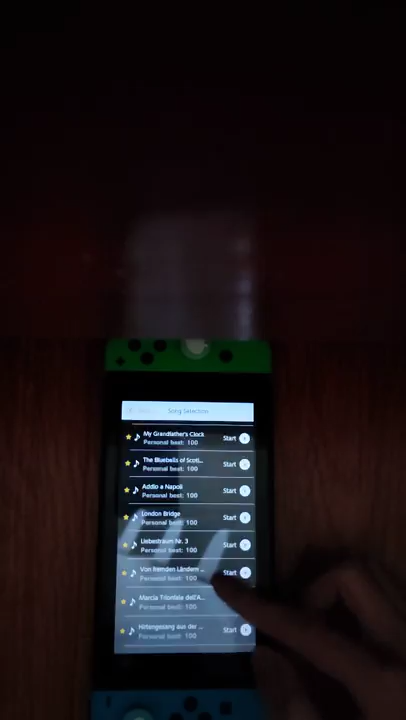 Song Selection
My Grandfather's Clock
Personal best: 100
Start
The Bluebells of Scotl...
Personal best: 100
Start
Addio a Napoli
Personal best: 100
Start
London Bridge
Personal best: 100
Start
Liebestraum Nr. 3
Personal best: 100
Start
Von fremden Ländern ...
Personal best: 100
Start
Marcia Trionfale dell'A...
Personal best: 100
Hirtengesang aus der ...
Personal best: 100
Start